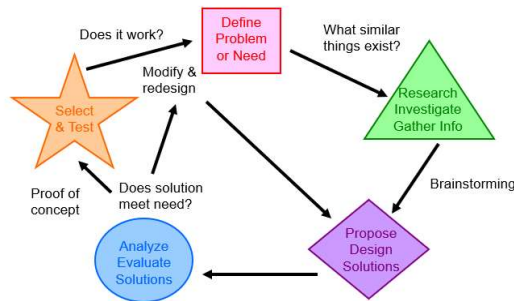 Does it work?
Define
Problem
or Need
What similar
things exist?
Modify &
redesign
Select
& Test
Research
Investigate
Gather Info
Proof of
concept
Does solution
meet need?
Brainstorming
Analyze
Evaluate
Solutions
Propose
Design
Solutions